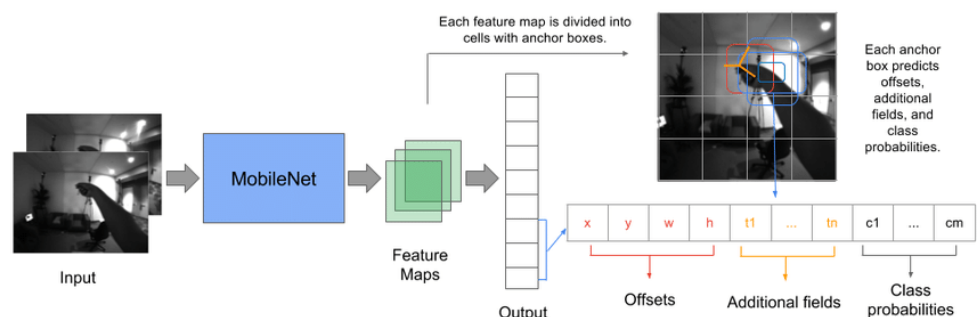 Each feature map is divided into
cells with anchor boxes.
Each anchor
box predicts
offsets,
additional
fields, and
class
probabilities.
MobileNet
Input
Feature
Maps
Output
x y w h t1 ... tn c1 ... cm
Offsets
Additional fields
Class
probabilities